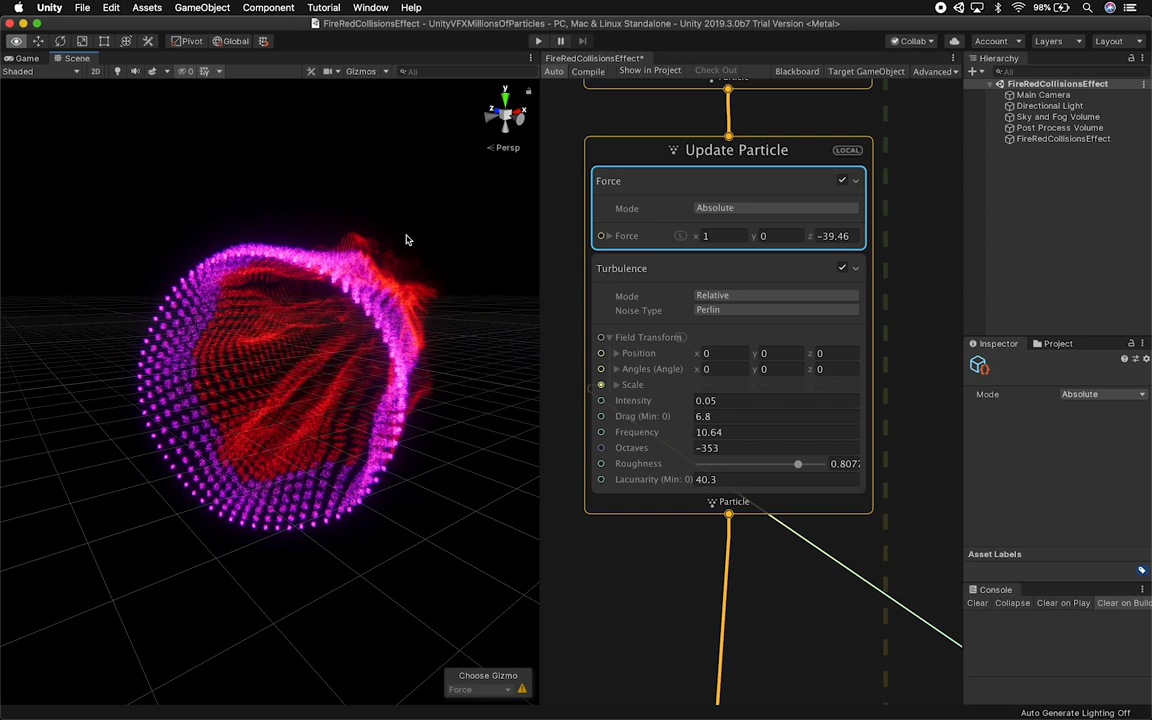 Unity File Edit Assets GameObject Component Tutorial Window Help 98%
FireRedCollisionsEffect - UnityVFXMillionsOfParticles - PC, Mac & Linux Standalone - Unity 2019.3.0b7 Trial Version <Metal>
Pivot Global Collab Account Layers Layout
Game Scene FireRedCollisionsEffect* Hierarchy
Shaded 2D 0 Gizmos All Auto Compile Show in Project Check Out Blackboard Target GameObject Advanced All
FireRedCollisionsEffect
Main Camera
Directional Light
Sky and Fog Volume
Post Process Volume
FireRedCollisionsEffect
y
z x
Persp
Update Particle LOCAL
Force
Mode Absolute
Force L x 1 y 0 z -39.46
Turbulence
Mode Relative
Noise Type Perlin
Field Transform
Position x 0 y 0 z 0
Angles (Angle) x 0 y 0 z 0
Scale
Intensity 0.05
Drag (Min: 0) 6.8
Frequency 10.64
Octaves -353
Roughness 0.8077
Lacunarity (Min: 0) 40.3
Particle
Inspector Project
Mode Absolute
Asset Labels
Console
Clear Collapse Clear on Play Clear on Build
Choose Gizmo
Force
Auto Generate Lighting Off